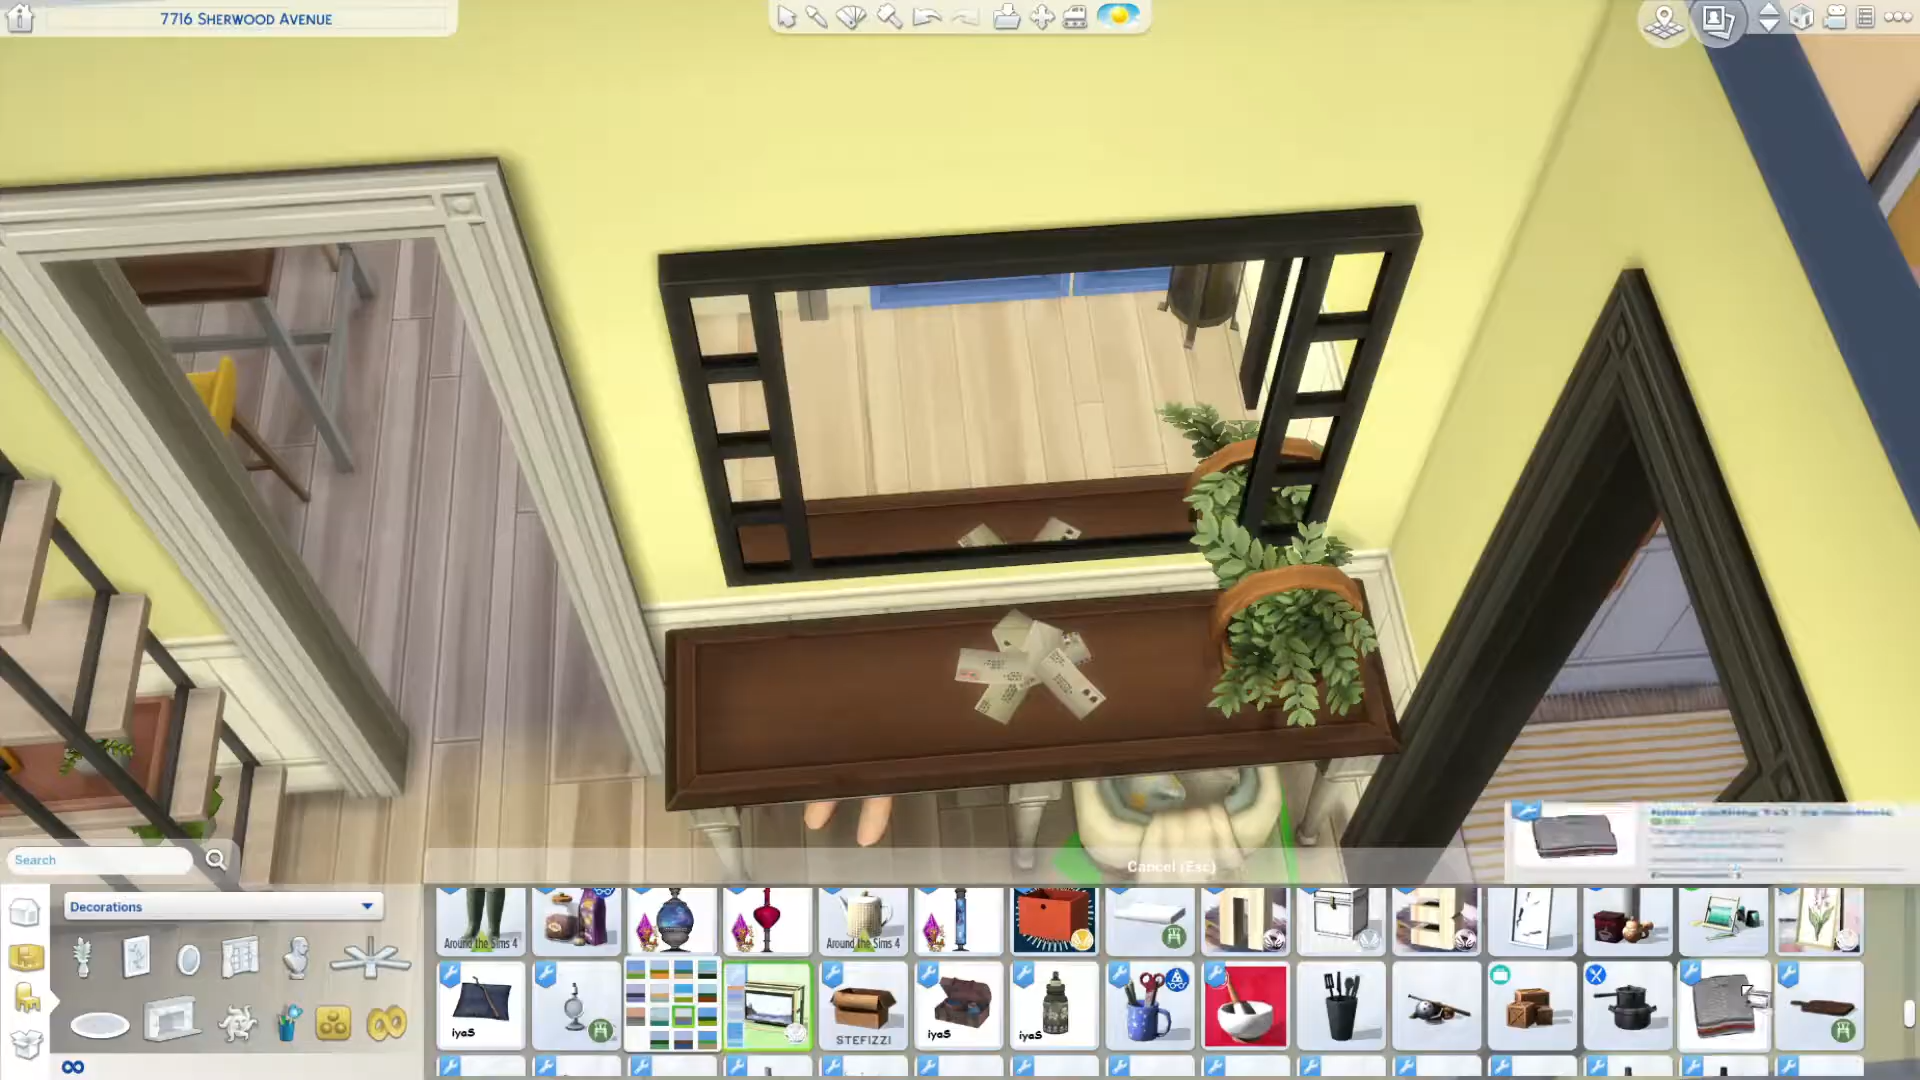 7716 SHERWOOD AVENUE
Search
Cancel (Esc)
Decorations
Around the Sims 4
Around the Sims 4
iyaS
STEFIZZI
iyaS
iyaS